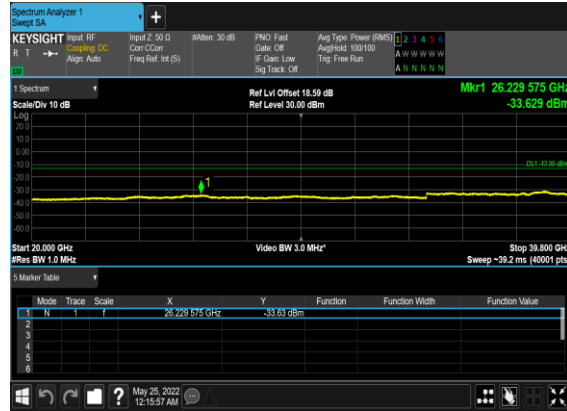 Spectrum Analyzer 1
Swept SA
+
KEYSIGHT Input: RF Input Z: 50 Ω #Atten: 30 dB PNO: Fast Avg Type: Power (RMS) 1 2 3 4 5 6
R T Coupling: DC Corr CCorr Gate: Off Avg|Hold: 100/100 A W W W W W
Align: Auto Freq Ref: Int (S) IF Gain: Low Trig: Free Run
Sig Track: Off A N N N N N
1 Spectrum Ref Lvl Offset 18.59 dB Mkr1 26.229 575 GHz
Scale/Div 10 dB Ref Level 30.00 dBm -33.629 dBm
Log
20.0
10.0
0.00
-10.0 DL1 -13.00 dBm
-20.0
-30.0 1
-40.0
-50.0
-60.0
Start 20.000 GHz Video BW 3.0 MHz* Stop 39.800 GHz
#Res BW 1.0 MHz Sweep ~39.2 ms (40001 pts)
5 Marker Table
Mode Trace Scale X Y Function Function Width Function Value
1 N 1 f 26.229 575 GHz -33.63 dBm
2
3
4
5
6
? May 25, 2022
12:15:57 AM